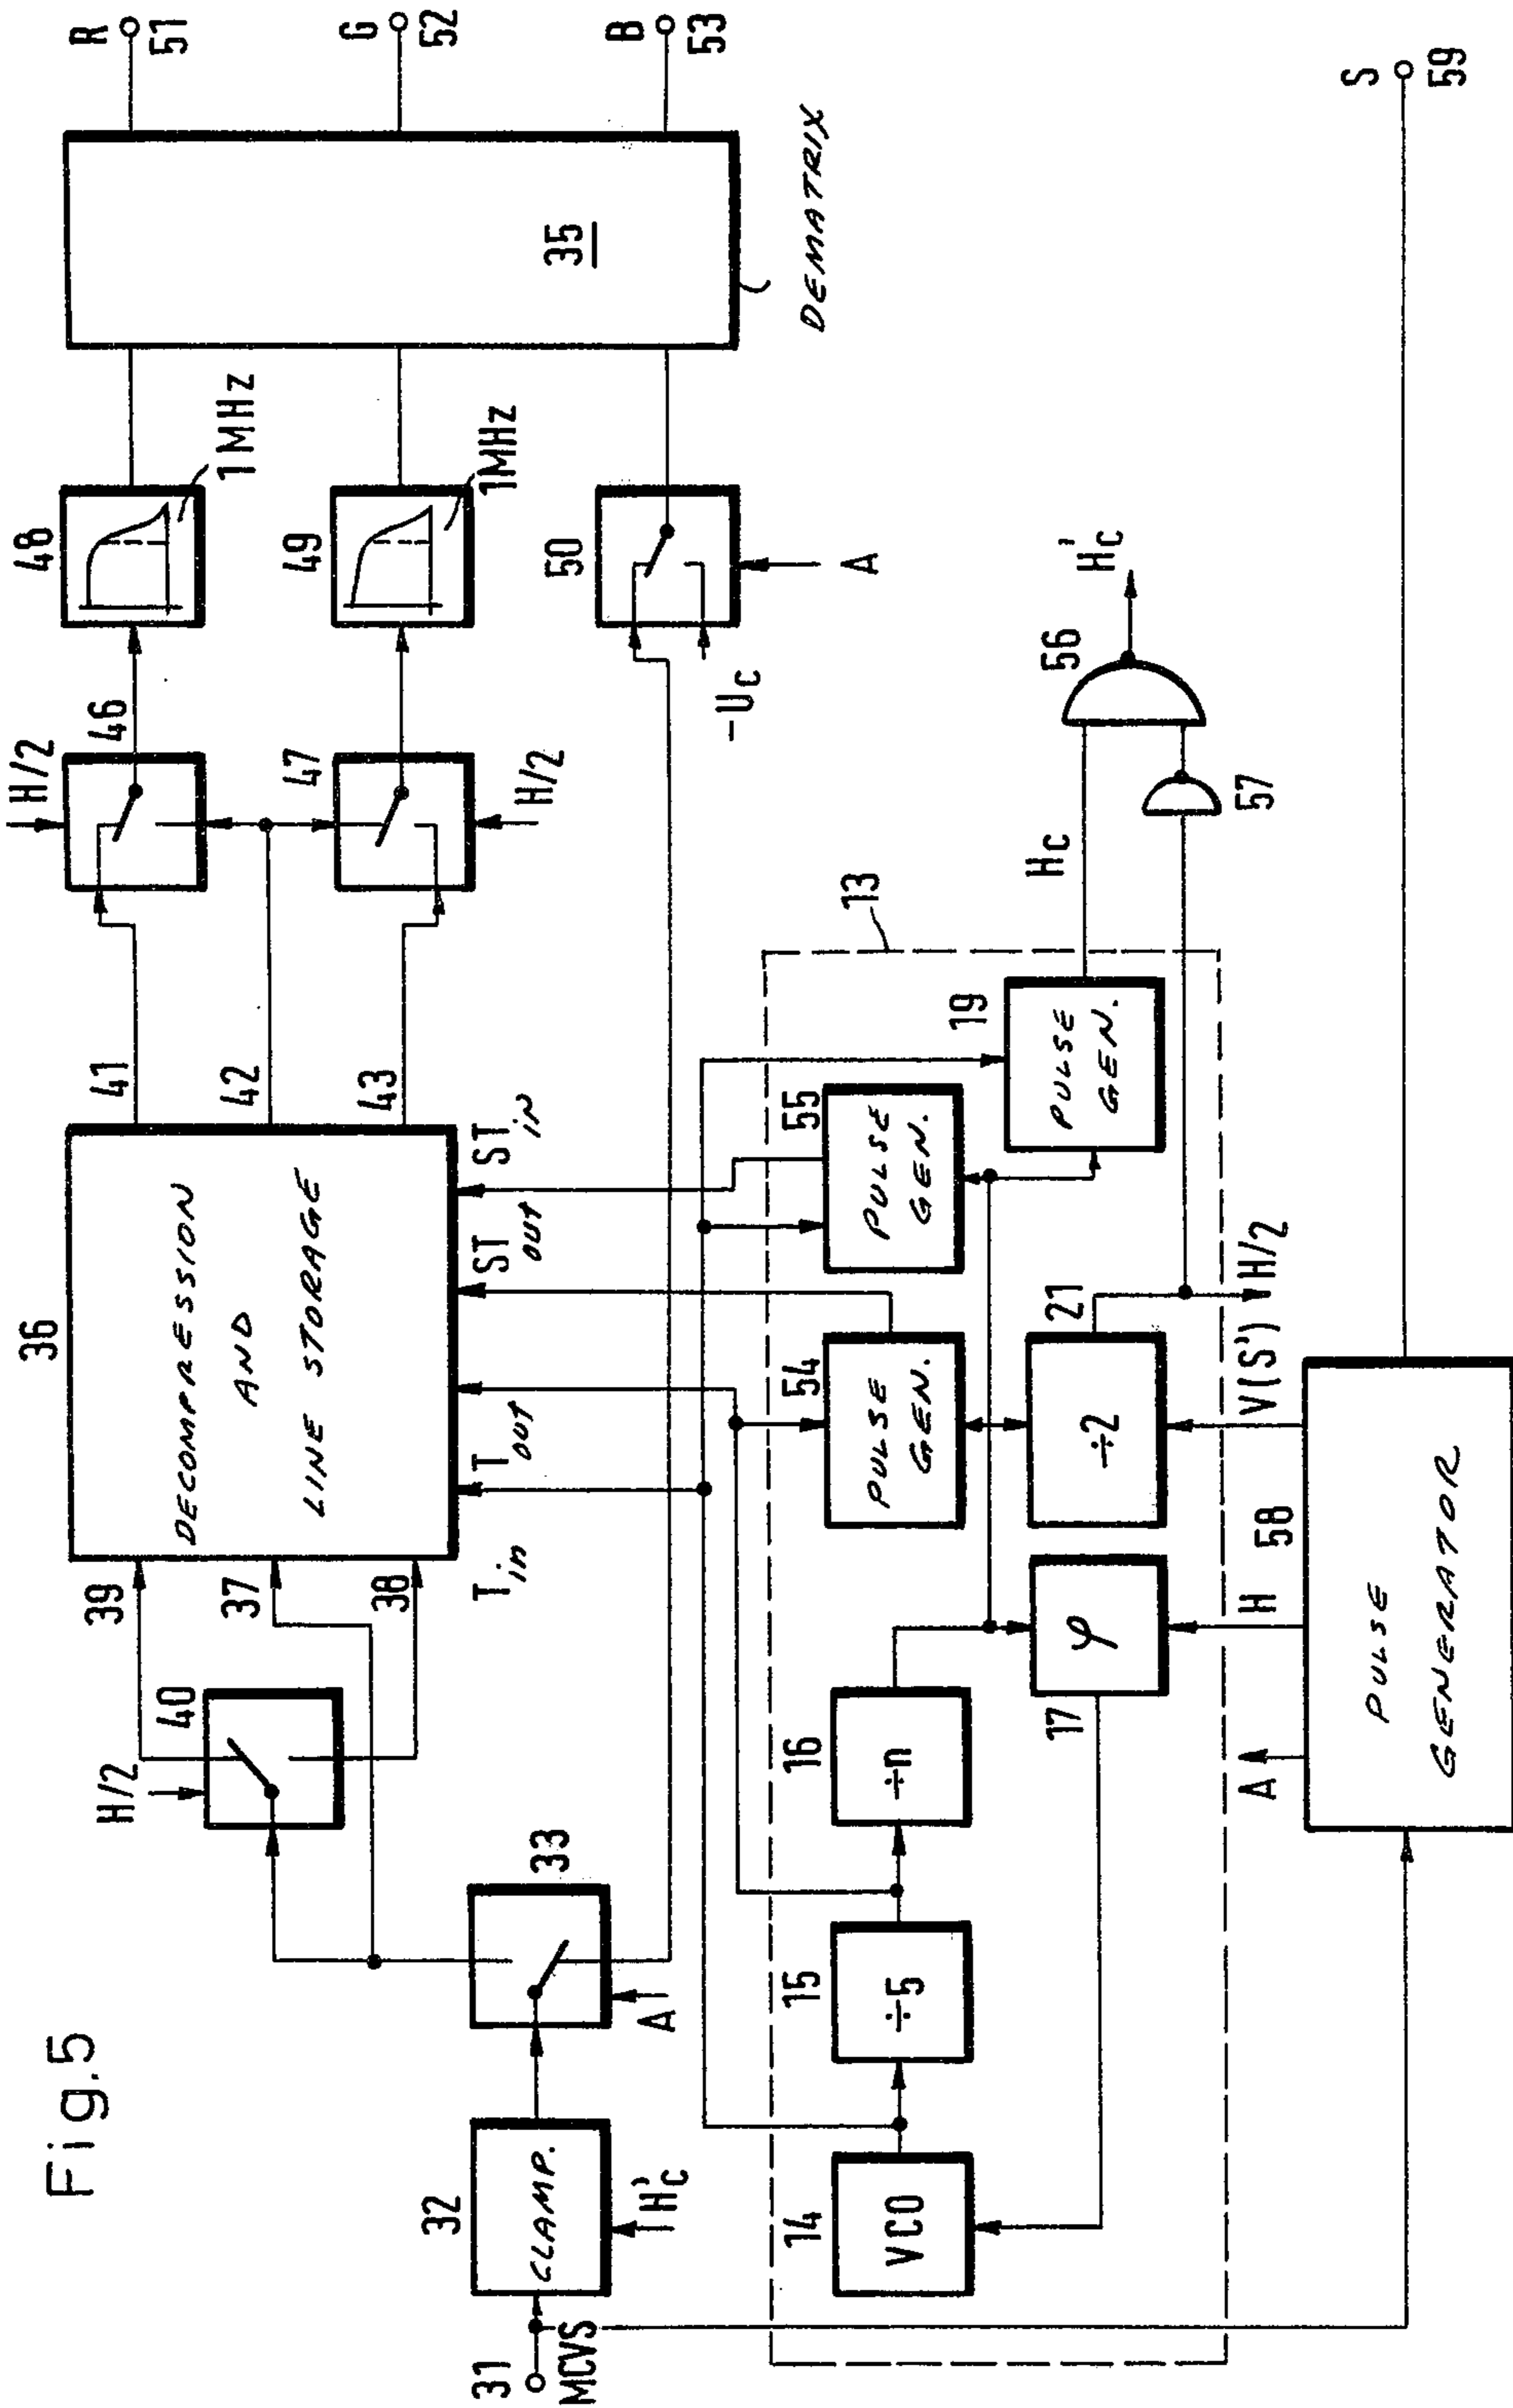 Fig.5
31
MCVS
32
CLAMP.
H'c
33
A
H/2
40
39
37
38
36
DECOMPRESSION
AND
LINE STORAGE
Tin
Tout
STout
STin
41
42
43
H/2
46
47
H/2
48
1MHz
49
1MHz
50
-Uc
A
35
DEMATRIX
R
51
G
52
B
53
13
14
VCO
15
÷5
16
÷n
17
φ
54
PULSE
GEN.
55
PULSE
GEN.
19
PULSE
GEN.
21
÷2
H/2
Hc
56
H'c
57
A
H
V(S')
58
PULSE
GENERATOR
S
59